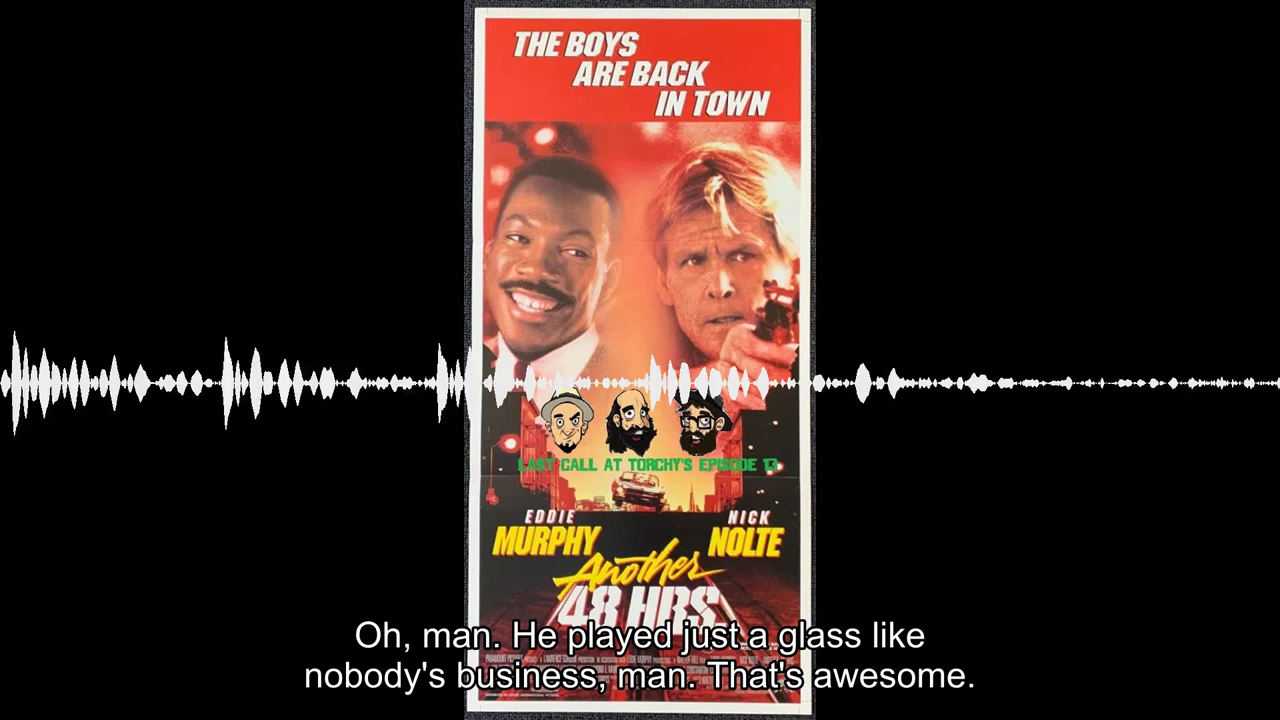 THE BOYS
ARE BACK
IN TOWN
LAST CALL AT TORCHY'S EPISODE 13
EDDIE
MURPHY
NICK
NOLTE
Another
48 HRS.
Oh, man. He played just a glass like
nobody's business, man. That's awesome.